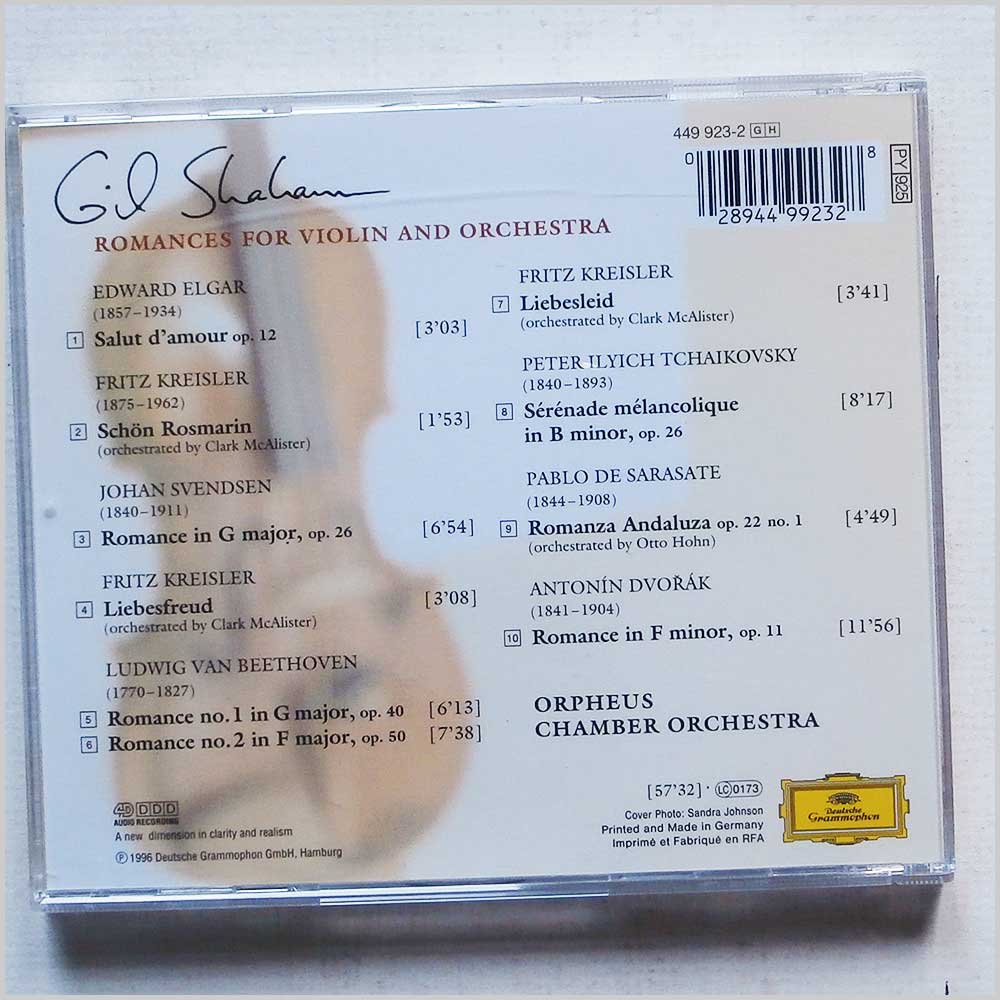 Gil Shaham
ROMANCES FOR VIOLIN AND ORCHESTRA
449 923-2 GH
0 28944 99232 8
PY 925
EDWARD ELGAR
(1857–1934)
1 Salut d'amour op. 12 [3'03]
FRITZ KREISLER
(1875–1962)
2 Schön Rosmarin [1'53]
(orchestrated by Clark McAlister)
JOHAN SVENDSEN
(1840–1911)
3 Romance in G major, op. 26 [6'54]
FRITZ KREISLER
4 Liebesfreud [3'08]
(orchestrated by Clark McAlister)
LUDWIG VAN BEETHOVEN
(1770–1827)
5 Romance no. 1 in G major, op. 40 [6'13]
6 Romance no. 2 in F major, op. 50 [7'38]
FRITZ KREISLER
7 Liebesleid [3'41]
(orchestrated by Clark McAlister)
PETER ILYICH TCHAIKOVSKY
(1840–1893)
8 Sérénade mélancolique [8'17]
in B minor, op. 26
PABLO DE SARASATE
(1844–1908)
9 Romanza Andaluza op. 22 no. 1 [4'49]
(orchestrated by Otto Hohn)
ANTONÍN DVOŘÁK
(1841–1904)
10 Romance in F minor, op. 11 [11'56]
ORPHEUS
CHAMBER ORCHESTRA
4D DDD
AUDIO RECORDING
A new dimension in clarity and realism
℗ 1996 Deutsche Grammophon GmbH, Hamburg
[57'32] · LC 0173
Cover Photo: Sandra Johnson
Printed and Made in Germany
Imprimé et Fabriqué en RFA
Deutsche
Grammophon